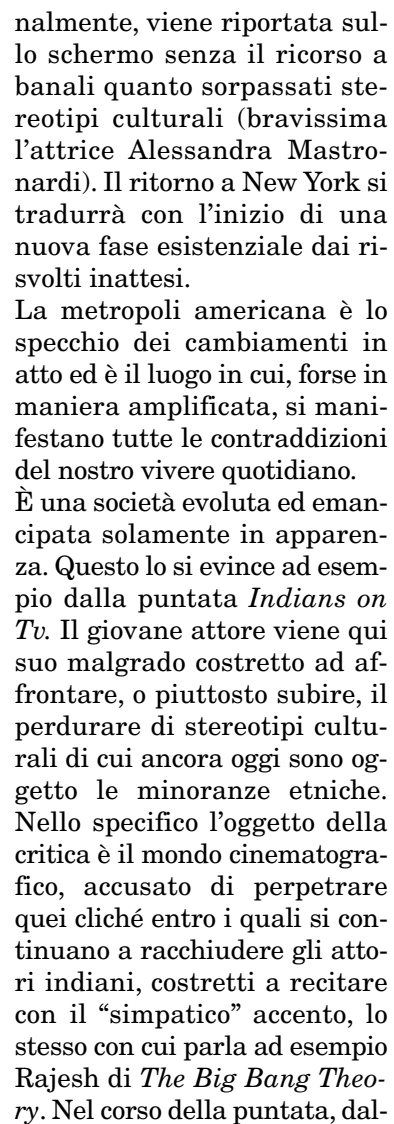 nalmente, viene riportata sul-
lo schermo senza il ricorso a
banali quanto sorpassati ste-
reotipi culturali (bravissima
l'attrice Alessandra Mastro-
nardi). Il ritorno a New York si
tradurrà con l'inizio di una
nuova fase esistenziale dai ri-
svolti inattesi.
La metropoli americana è lo
specchio dei cambiamenti in
atto ed è il luogo in cui, forse in
maniera amplificata, si mani-
festano tutte le contraddizioni
del nostro vivere quotidiano.
È una società evoluta ed eman-
cipata solamente in apparen-
za. Questo lo si evince ad esem-
pio dalla puntata Indians on
Tv. Il giovane attore viene qui
suo malgrado costretto ad af-
frontare, o piuttosto subire, il
perdurare di stereotipi cultu-
rali di cui ancora oggi sono og-
getto le minoranze etniche.
Nello specifico l'oggetto della
critica è il mondo cinematogra-
fico, accusato di perpetrare
quei cliché entro i quali si con-
tinuano a racchiudere gli atto-
ri indiani, costretti a recitare
con il “simpatico” accento, lo
stesso con cui parla ad esempio
Rajesh di The Big Bang Theo-
ry. Nel corso della puntata, dal-